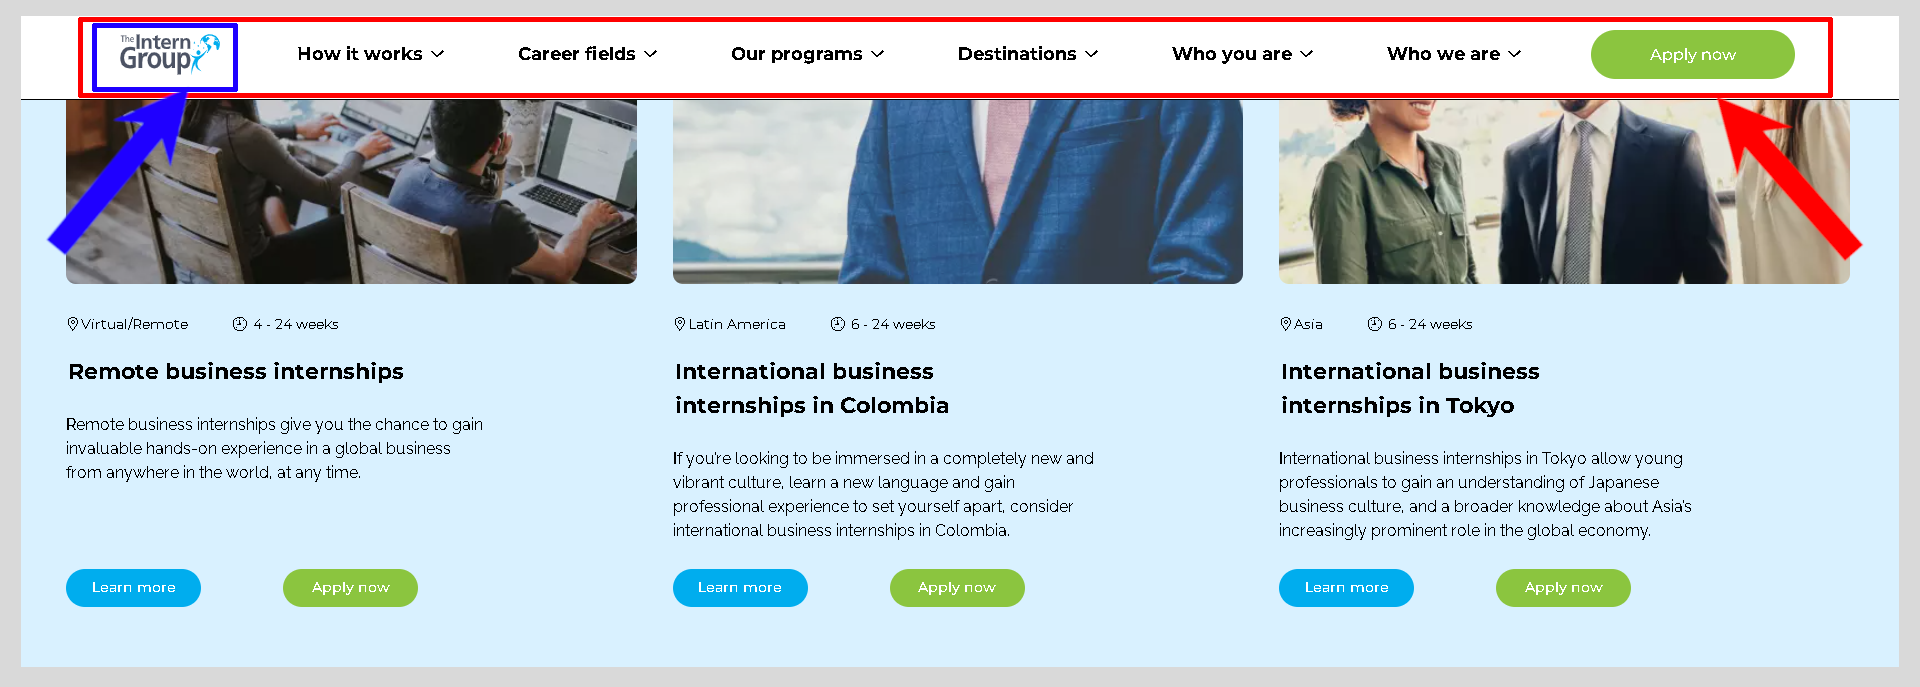 The Intern Group
How it works
Career fields
Our programs
Destinations
Who you are
Who we are
Apply now
Virtual/Remote
4 - 24 weeks
Remote business internships
Remote business internships give you the chance to gain
invaluable hands-on experience in a global business
from anywhere in the world, at any time.
Learn more
Apply now
Latin America
6 - 24 weeks
International business
internships in Colombia
If you're looking to be immersed in a completely new and
vibrant culture, learn a new language and gain
professional experience to set yourself apart, consider
international business internships in Colombia.
Learn more
Apply now
Asia
6 - 24 weeks
International business
internships in Tokyo
International business internships in Tokyo allow young
professionals to gain an understanding of Japanese
business culture, and a broader knowledge about Asia's
increasingly prominent role in the global economy.
Learn more
Apply now